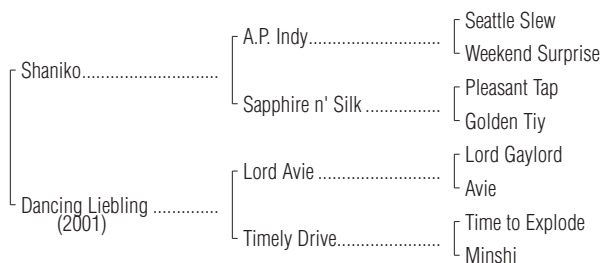 Seattle Slew
A.P. Indy........................................
Weekend Surprise
Shaniko...........................
Pleasant Tap
Sapphire n' Silk ......................
Golden Tiy
Lord Gaylord
Lord Avie ....................................
Avie
Dancing Liebling .............
(2001)
Time to Explode
Timely Drive..............................
Minshi